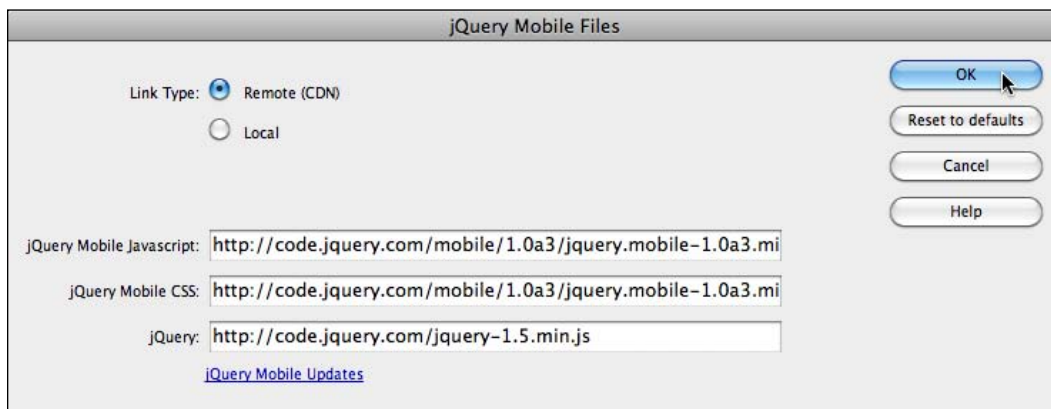 jQuery Mobile Files
Link Type: Remote (CDN)
Local
OK
Reset to defaults
Cancel
Help
jQuery Mobile Javascript: http://code.jquery.com/mobile/1.0a3/jquery.mobile-1.0a3.mi
jQuery Mobile CSS: http://code.jquery.com/mobile/1.0a3/jquery.mobile-1.0a3.mi
jQuery: http://code.jquery.com/jquery-1.5.min.js
jQuery Mobile Updates